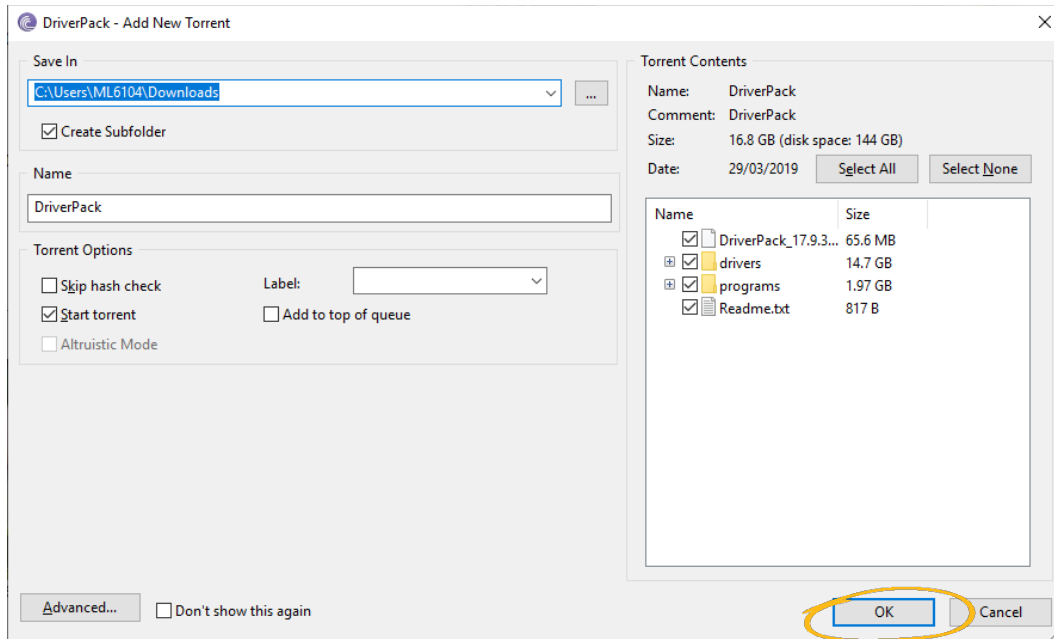 DriverPack - Add New Torrent
Save In
C:\Users\ML6104\Downloads
...
Create Subfolder
Name
DriverPack
Torrent Options
Skip hash check
Label:
Start torrent
Add to top of queue
Altruistic Mode
Advanced...
Don't show this again
Torrent Contents
Name: DriverPack
Comment: DriverPack
Size: 16.8 GB (disk space: 144 GB)
Date: 29/03/2019 Select All Select None
Name Size
DriverPack_17.9.3... 65.6 MB
drivers 14.7 GB
programs 1.97 GB
Readme.txt 817 B
OK Cancel